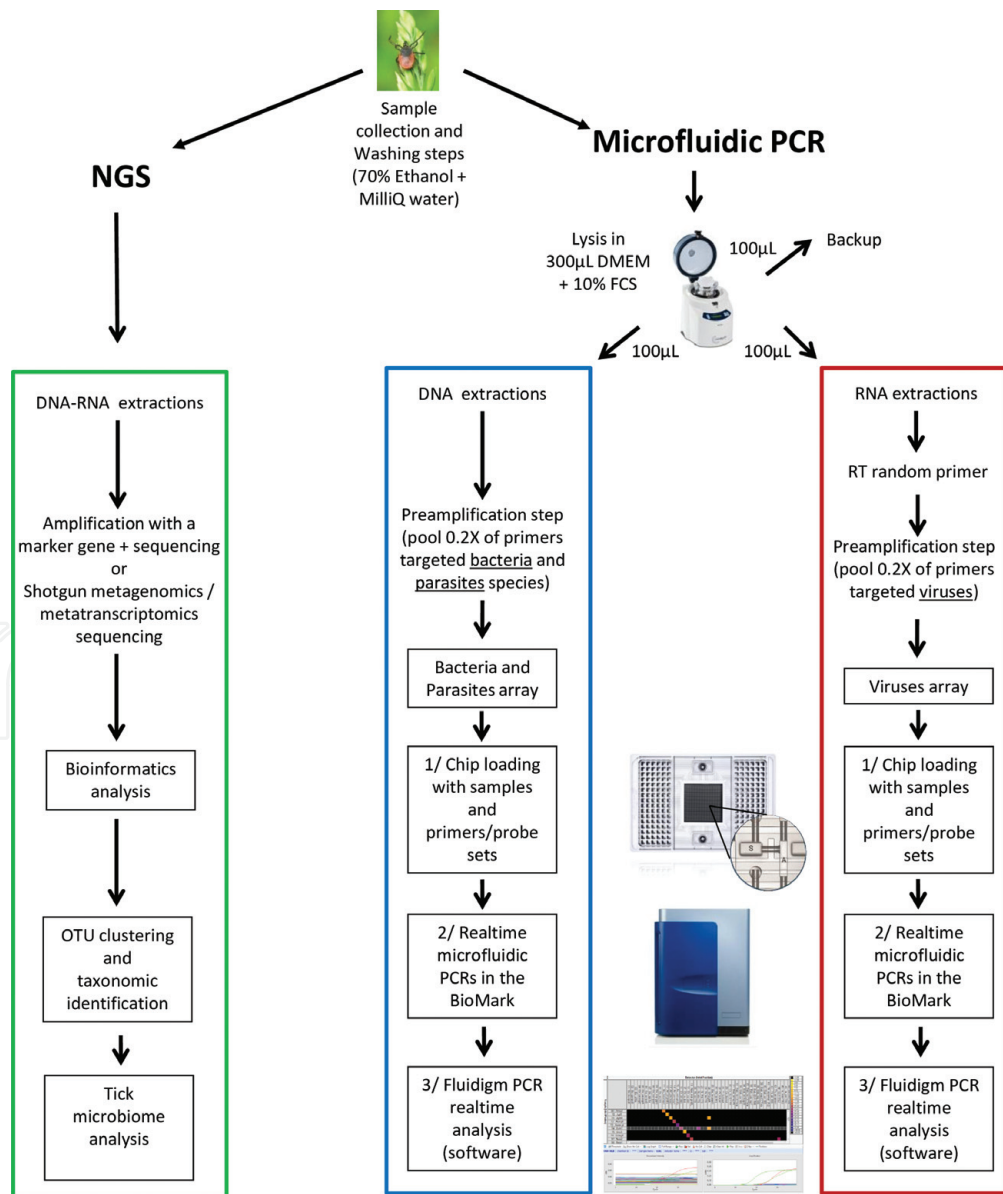 Sample
collection and
Washing steps
(70% Ethanol +
MilliQ water)
NGS
Microfluidic PCR
Lysis in
300µL DMEM
+ 10% FCS
100µL
Backup
100µL
100µL
DNA-RNA extractions
Amplification with a
marker gene + sequencing
or
Shotgun metagenomics /
metatranscriptomics
sequencing
Bioinformatics
analysis
OTU clustering
and
taxonomic
identification
Tick
microbiome
analysis
DNA extractions
Preamplification step
(pool 0.2X of primers
targeted bacteria and
parasites species)
Bacteria and
Parasites array
1/ Chip loading
with samples
and
primers/probe
sets
2/ Realtime
microfluidic
PCRs in the
BioMark
3/ Fluidigm PCR
realtime
analysis
(software)
S
A
RNA extractions
RT random primer
Preamplification step
(pool 0.2X of primers
targeted viruses)
Viruses array
1/ Chip loading
with samples
and
primers/probe
sets
2/ Realtime
microfluidic
PCRs in the
BioMark
3/ Fluidigm PCR
realtime
analysis
(software)